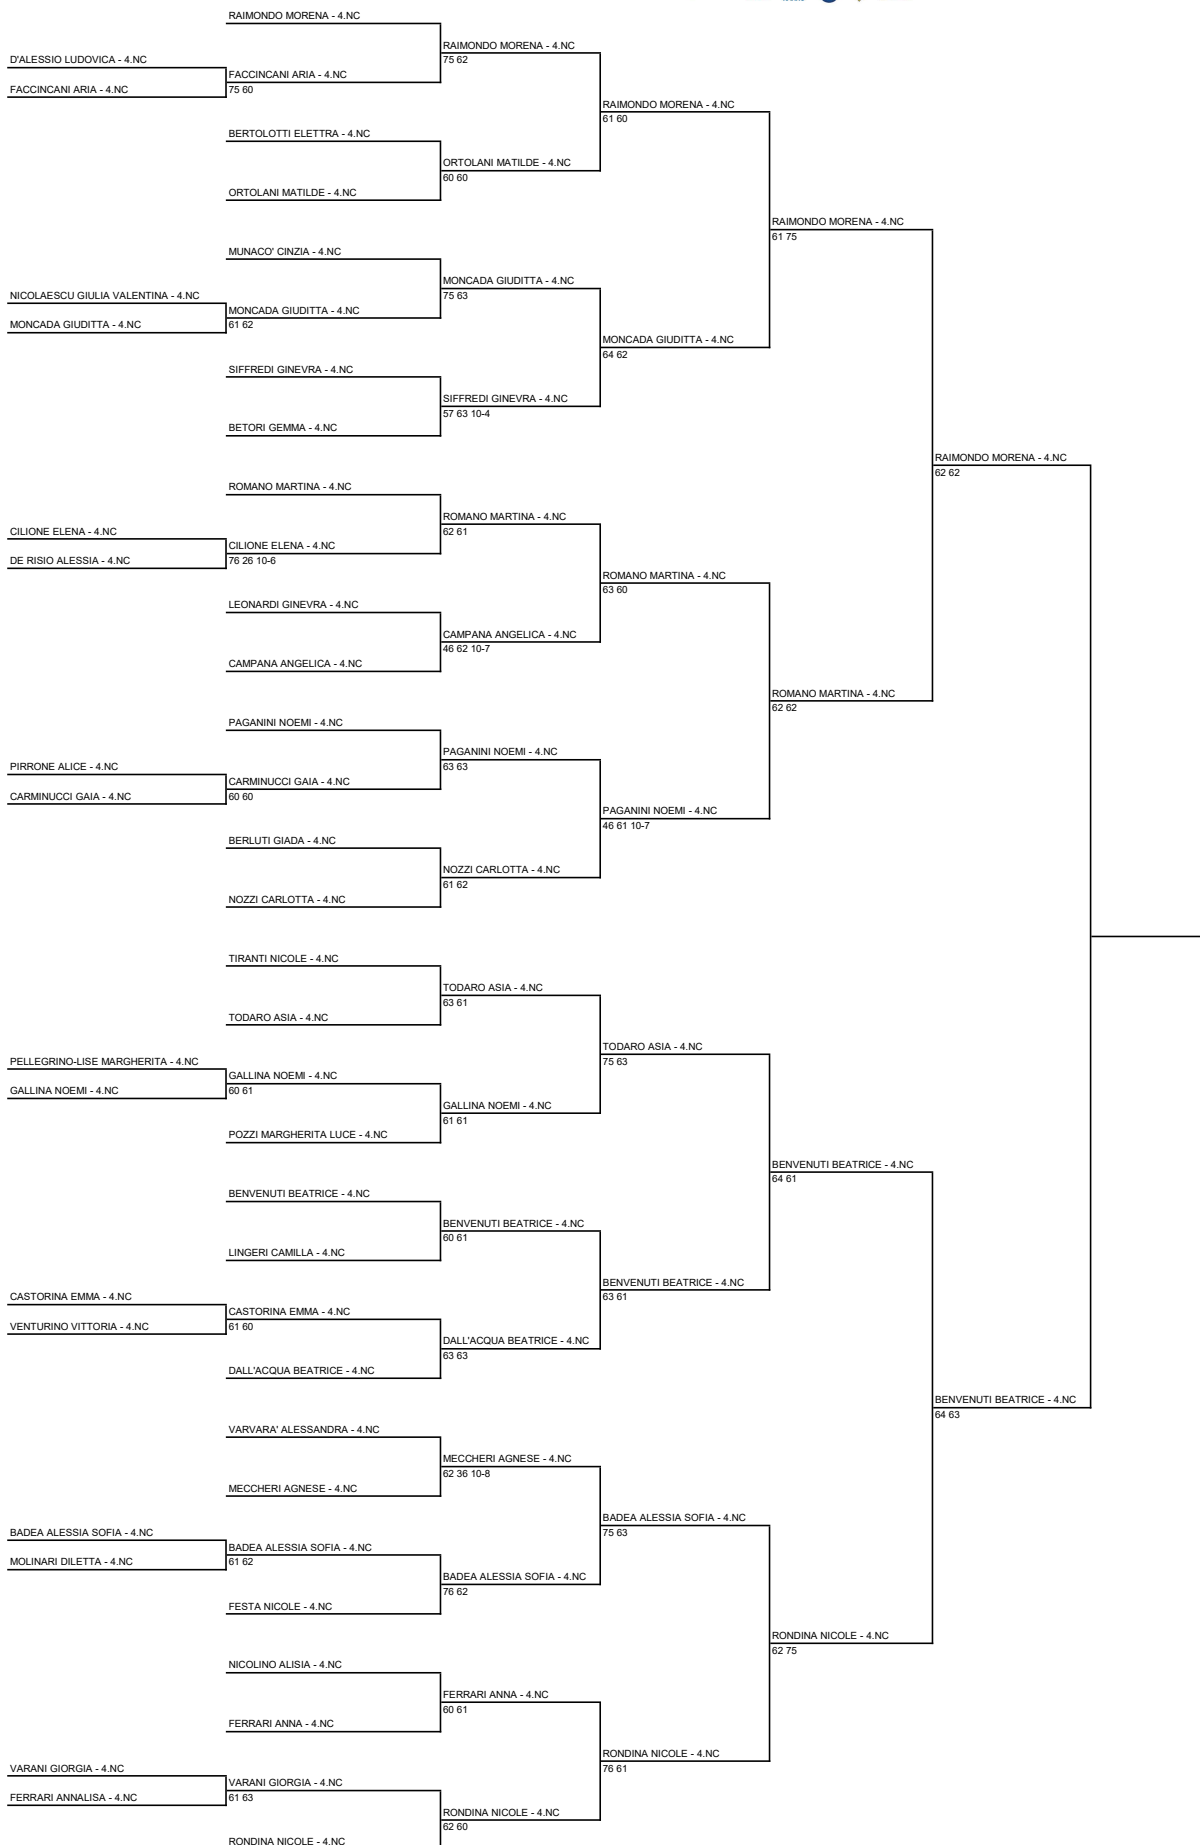 RAIMONDO MORENA - 4.NC
RAIMONDO MORENA - 4.NC
75 62
D'ALESSIO LUDOVICA - 4.NC
FACCINCANI ARIA - 4.NC
75 60
FACCINCANI ARIA - 4.NC
RAIMONDO MORENA - 4.NC
61 60
BERTOLOTTI ELETTRA - 4.NC
ORTOLANI MATILDE - 4.NC
60 60
ORTOLANI MATILDE - 4.NC
RAIMONDO MORENA - 4.NC
61 75
MUNACO' CINZIA - 4.NC
MONCADA GIUDITTA - 4.NC
75 63
NICOLAESCU GIULIA VALENTINA - 4.NC
MONCADA GIUDITTA - 4.NC
61 62
MONCADA GIUDITTA - 4.NC
MONCADA GIUDITTA - 4.NC
64 62
SIFFREDI GINEVRA - 4.NC
SIFFREDI GINEVRA - 4.NC
57 63 10-4
BETORI GEMMA - 4.NC
RAIMONDO MORENA - 4.NC
62 62
ROMANO MARTINA - 4.NC
ROMANO MARTINA - 4.NC
62 61
CILIONE ELENA - 4.NC
CILIONE ELENA - 4.NC
76 26 10-6
DE RISIO ALESSIA - 4.NC
ROMANO MARTINA - 4.NC
63 60
LEONARDI GINEVRA - 4.NC
CAMPANA ANGELICA - 4.NC
46 62 10-7
CAMPANA ANGELICA - 4.NC
ROMANO MARTINA - 4.NC
62 62
PAGANINI NOEMI - 4.NC
PAGANINI NOEMI - 4.NC
63 63
PIRRONE ALICE - 4.NC
CARMINUCCI GAIA - 4.NC
60 60
CARMINUCCI GAIA - 4.NC
PAGANINI NOEMI - 4.NC
46 61 10-7
BERLUTI GIADA - 4.NC
NOZZI CARLOTTA - 4.NC
61 62
NOZZI CARLOTTA - 4.NC
TIRANTI NICOLE - 4.NC
TODARO ASIA - 4.NC
63 61
TODARO ASIA - 4.NC
TODARO ASIA - 4.NC
75 63
PELLEGRINO-LISE MARGHERITA - 4.NC
GALLINA NOEMI - 4.NC
60 61
GALLINA NOEMI - 4.NC
GALLINA NOEMI - 4.NC
61 61
POZZI MARGHERITA LUCE - 4.NC
BENVENUTI BEATRICE - 4.NC
64 61
BENVENUTI BEATRICE - 4.NC
BENVENUTI BEATRICE - 4.NC
60 61
LINGERI CAMILLA - 4.NC
BENVENUTI BEATRICE - 4.NC
63 61
CASTORINA EMMA - 4.NC
CASTORINA EMMA - 4.NC
61 60
VENTURINO VITTORIA - 4.NC
DALL'ACQUA BEATRICE - 4.NC
63 63
DALL'ACQUA BEATRICE - 4.NC
BENVENUTI BEATRICE - 4.NC
64 63
VARVARA' ALESSANDRA - 4.NC
MECCHERI AGNESE - 4.NC
62 36 10-8
MECCHERI AGNESE - 4.NC
BADEA ALESSIA SOFIA - 4.NC
75 63
BADEA ALESSIA SOFIA - 4.NC
BADEA ALESSIA SOFIA - 4.NC
61 62
MOLINARI DILETTA - 4.NC
BADEA ALESSIA SOFIA - 4.NC
76 62
FESTA NICOLE - 4.NC
RONDINA NICOLE - 4.NC
62 75
NICOLINO ALISIA - 4.NC
FERRARI ANNA - 4.NC
60 61
FERRARI ANNA - 4.NC
RONDINA NICOLE - 4.NC
76 61
VARANI GIORGIA - 4.NC
VARANI GIORGIA - 4.NC
61 63
FERRARI ANNALISA - 4.NC
RONDINA NICOLE - 4.NC
62 60
RONDINA NICOLE - 4.NC